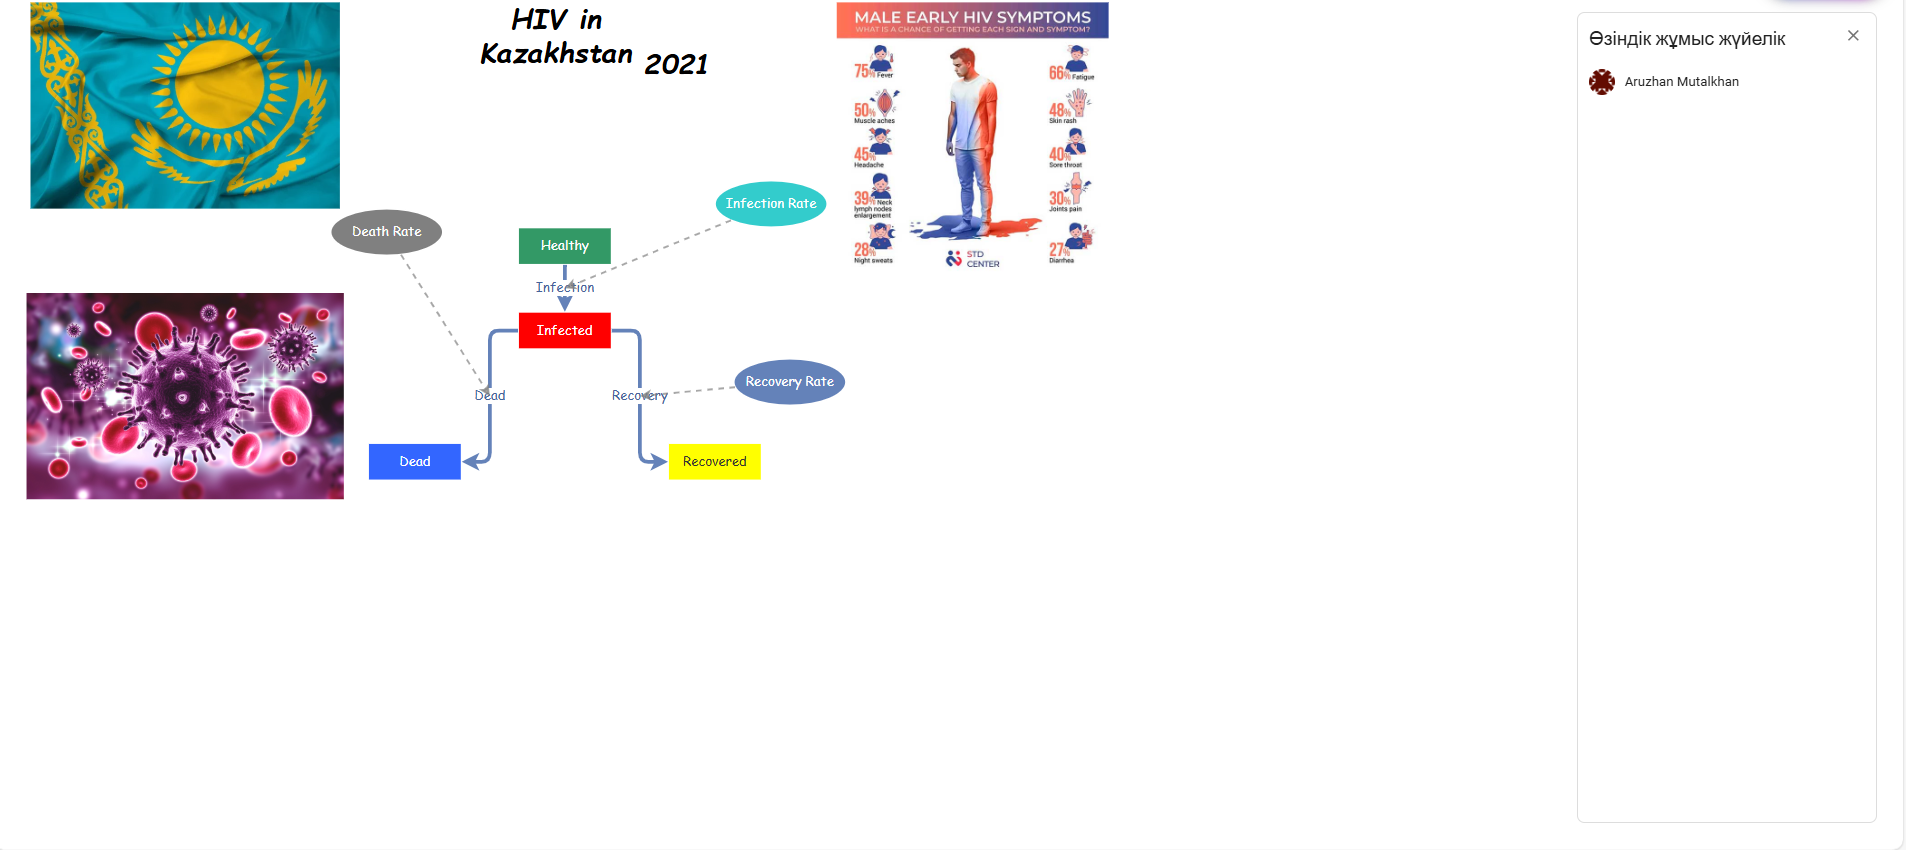 HIV in
Kazakhstan 2021
MALE EARLY HIV SYMPTOMS
WHAT IS A CHANCE OF GETTING EACH SIGN AND SYMPTOM?
75% Fever
66% Fatigue
50%
Muscle aches
48%
Skin rash
45%
Headache
40%
Sore throat
39% Neck
lymph nodes
enlargement
30%
Joints pain
28%
Night sweats
27%
Diarrhea
STD
CENTER
Infection Rate
Death Rate
Healthy
Infection
Infected
Recovery Rate
Dead
Recovery
Dead
Recovered
Өзіндік жұмыс жүйелік
Aruzhan Mutalkhan